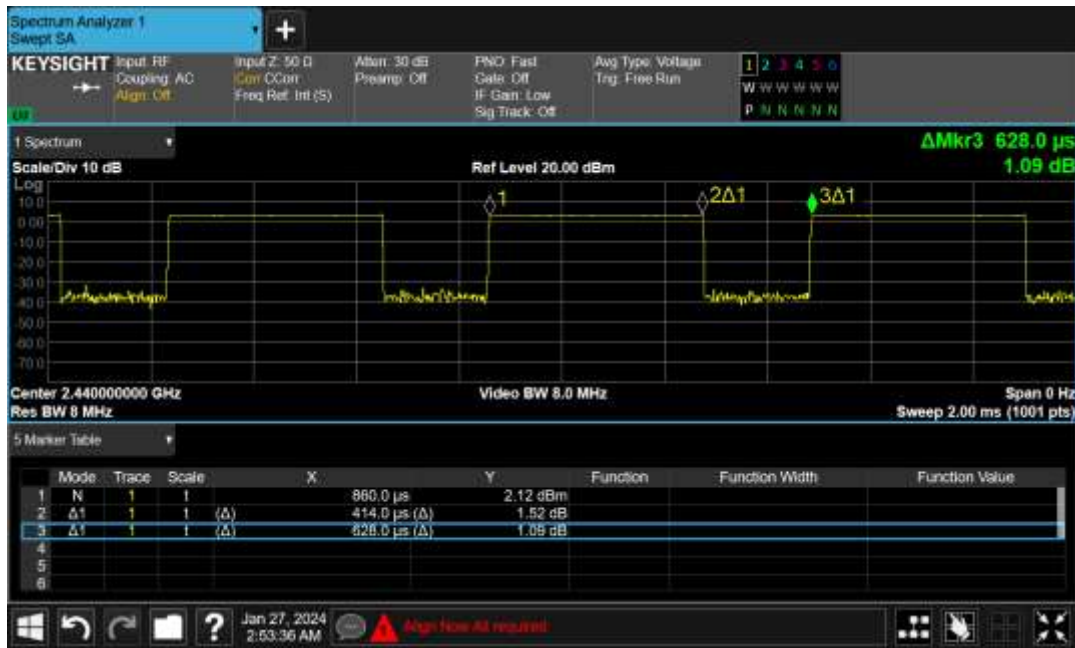 Spectrum Analyzer 1
Swept SA
+
KEYSIGHT
Input: RF
Coupling: AC
Align: Off
Input Z: 50 Ω
Corr CCorr
Freq Ref: Int (S)
Atten: 30 dB
Preamp: Off
PNO: Fast
Gate: Off
IF Gain: Low
Sig Track: Off
Avg Type: Voltage
Trig: Free Run
1 2 3 4 5 6
W W W W W W
P N N N N N
1 Spectrum
ΔMkr3 628.0 µs
1.09 dB
Scale/Div 10 dB
Ref Level 20.00 dBm
Log
10.0
0.00
-10.0
-20.0
-30.0
-40.0
-50.0
-60.0
-70.0
1
2Δ1
3Δ1
Center 2.440000000 GHz
Video BW 8.0 MHz
Span 0 Hz
Res BW 8 MHz
Sweep 2.00 ms (1001 pts)
5 Marker Table
Mode Trace Scale X Y Function Function Width Function Value
1 N 1 t 860.0 µs 2.12 dBm
2 Δ1 1 t (Δ) 414.0 µs (Δ) 1.52 dB
3 Δ1 1 t (Δ) 628.0 µs (Δ) 1.09 dB
4
5
6
?
Jan 27, 2024
2:53:36 AM
Align Now All required